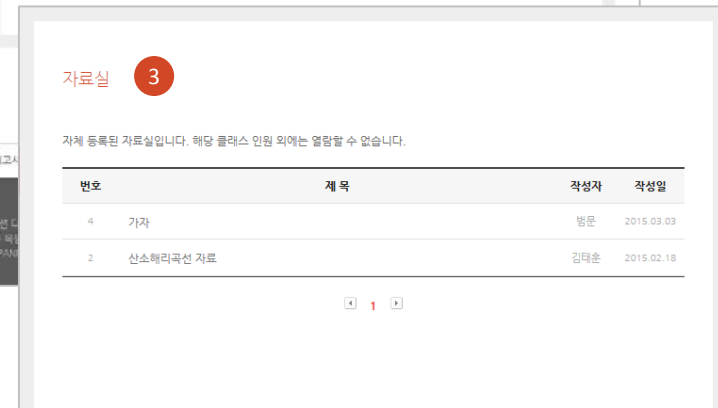 자료실 3
자체 등록된 자료실입니다. 해당 클래스 인원 외에는 열람할 수 없습니다.
번호 제 목 작성자 작성일
4 가자 범문 2015.03.03
2 산소해리곡선 자료 김태훈 2015.02.18
1